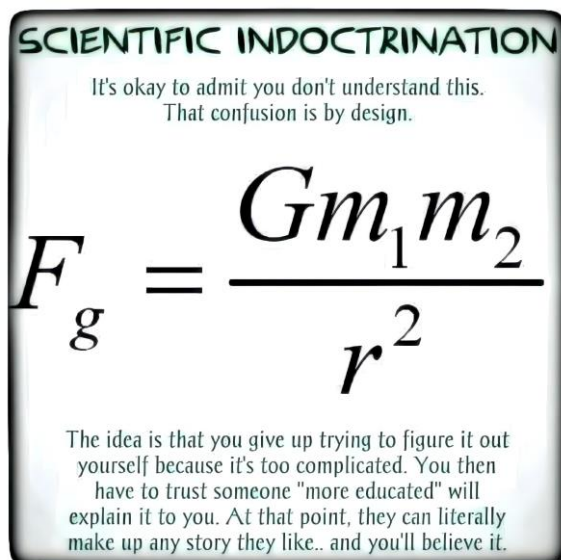 SCIENTIFIC INDOCTRINATION
It's okay to admit you don't understand this.
That confusion is by design.
F_g = Gm₁m₂ / r²
The idea is that you give up trying to figure it out
yourself because it's too complicated. You then
have to trust someone "more educated" will
explain it to you. At that point, they can literally
make up any story they like.. and you'll believe it.